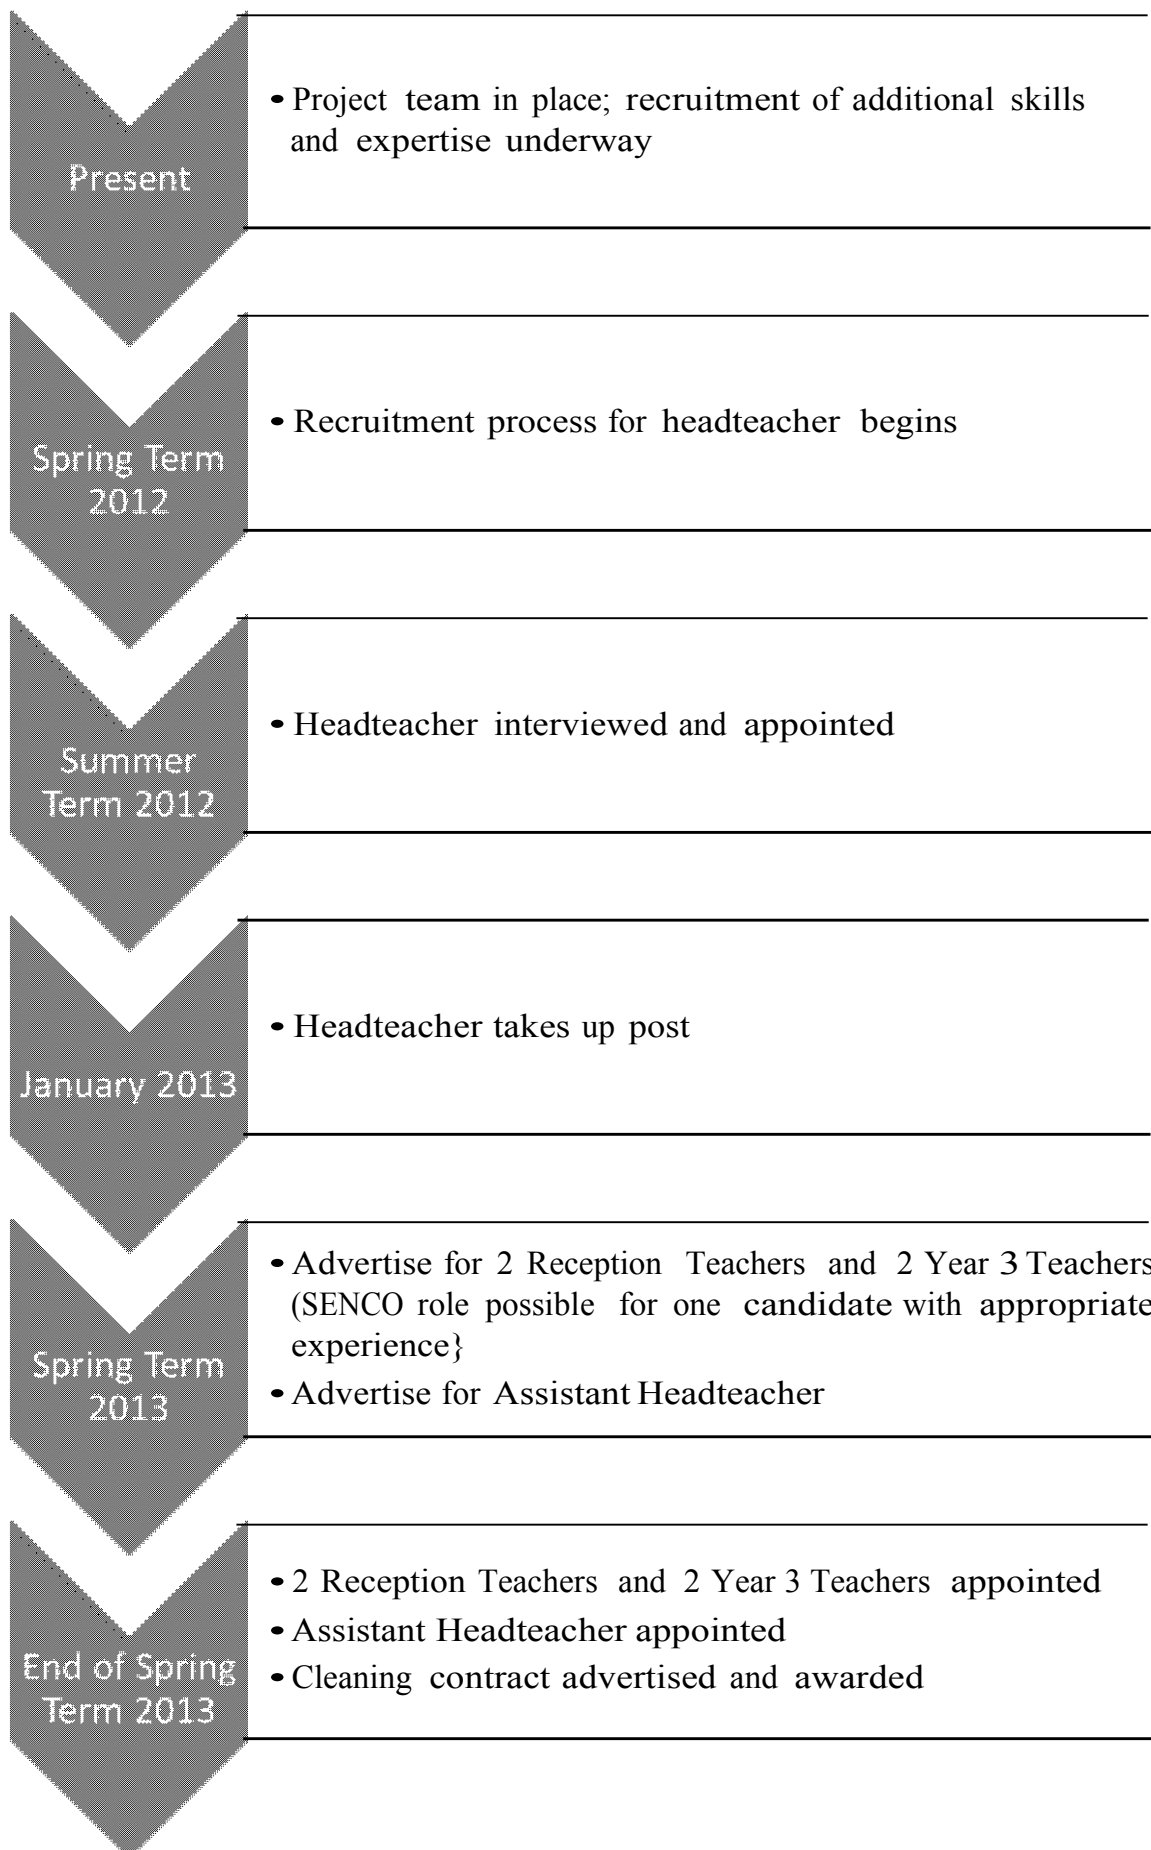 Present
• Project team in place; recruitment of additional skills
and expertise underway
Spring Term
2012
• Recruitment process for headteacher begins
Summer
Term 2012
• Headteacher interviewed and appointed
January 2013
• Headteacher takes up post
Spring Term
2013
• Advertise for 2 Reception Teachers and 2 Year 3 Teachers
(SENCO role possible for one candidate with appropriate
experience}
• Advertise for Assistant Headteacher
End of Spring
Term 2013
• 2 Reception Teachers and 2 Year 3 Teachers appointed
• Assistant Headteacher appointed
• Cleaning contract advertised and awarded